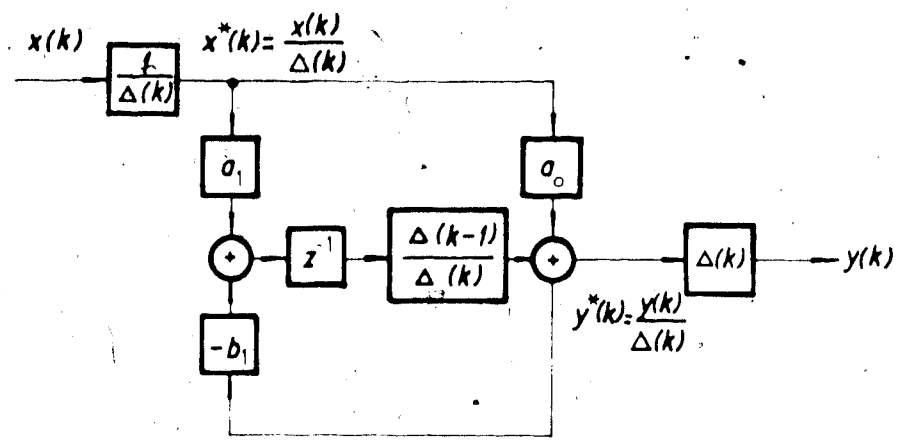 x(k)
x*(k)= x(k)/Δ(k)
1/Δ(k)
a₁
a₀
+
z⁻¹
Δ(k-1)/Δ(k)
+
Δ(k)
y(k)
y*(k)= y(k)/Δ(k)
-b₁